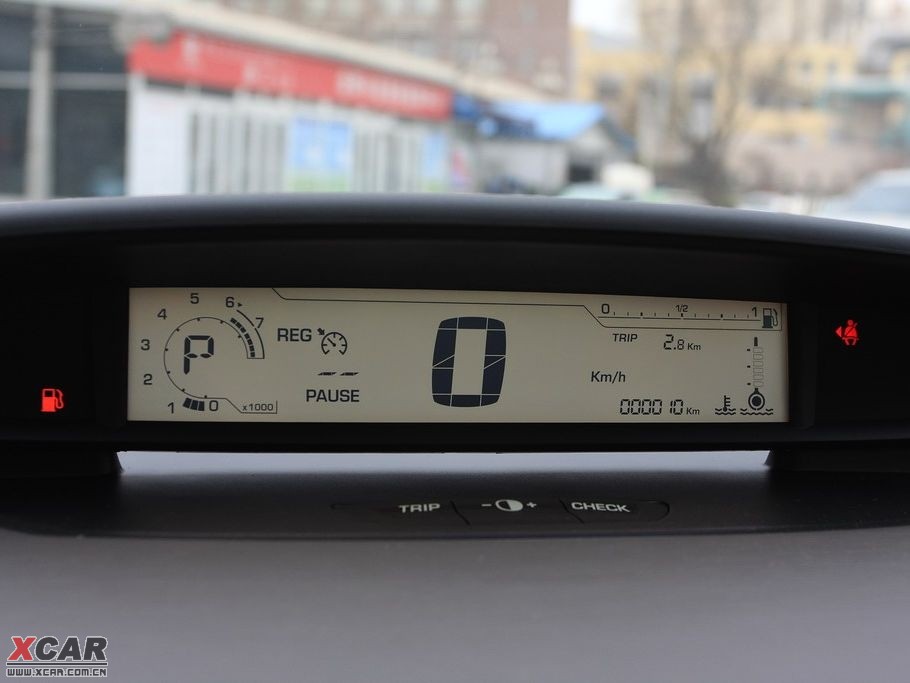 5 6
4 7
3
2
1 0 x1000
P
REG
-- --
PAUSE
0
0 1/2 1
TRIP 2.8 Km
Km/h
000010 Km
TRIP - + CHECK
XCAR
WWW.XCAR.COM.CN